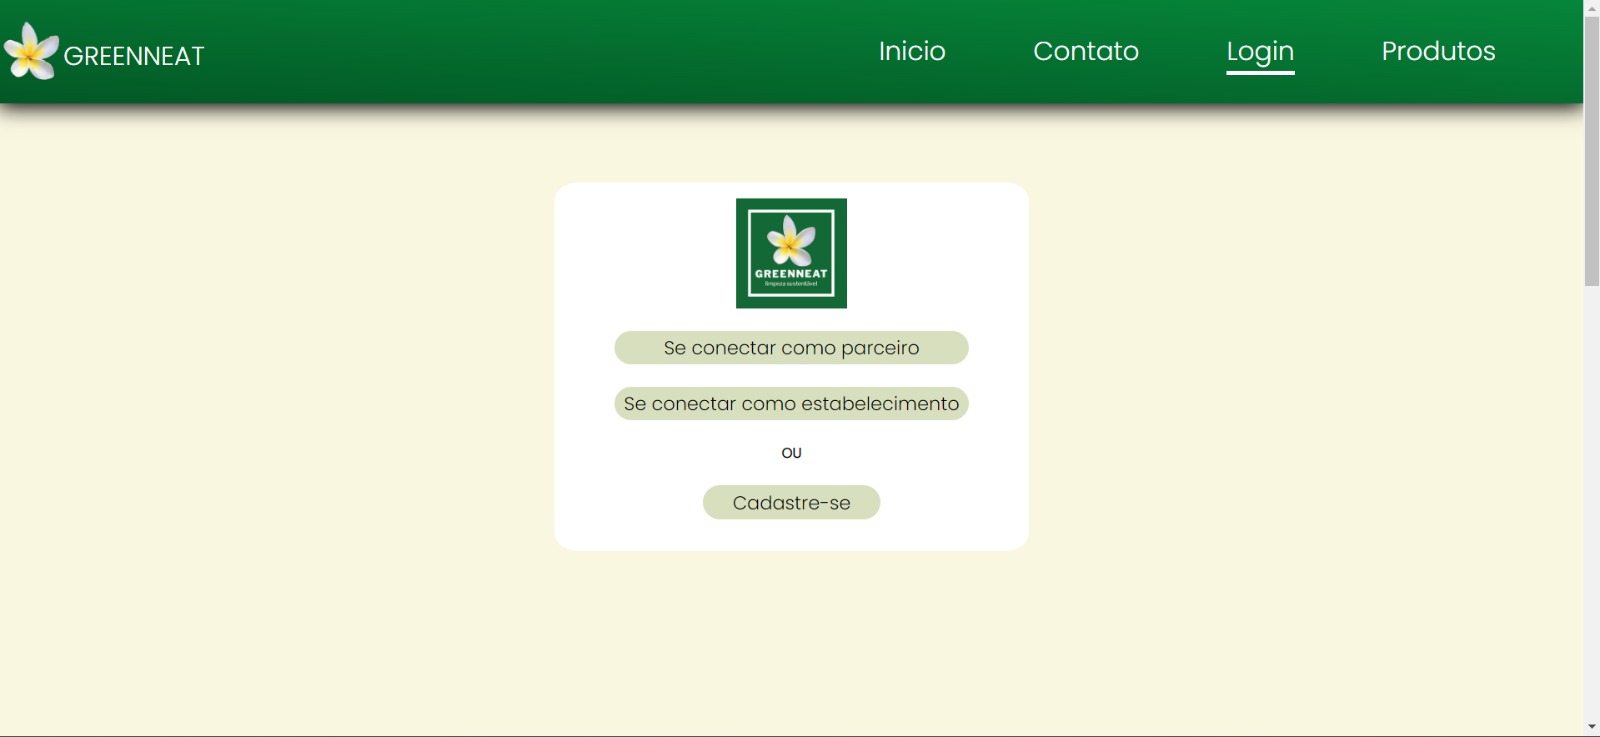 GREENNEAT
Inicio
Contato
Login
Produtos
GREENNEAT
limpeza sustentável
Se conectar como parceiro
Se conectar como estabelecimento
OU
Cadastre-se